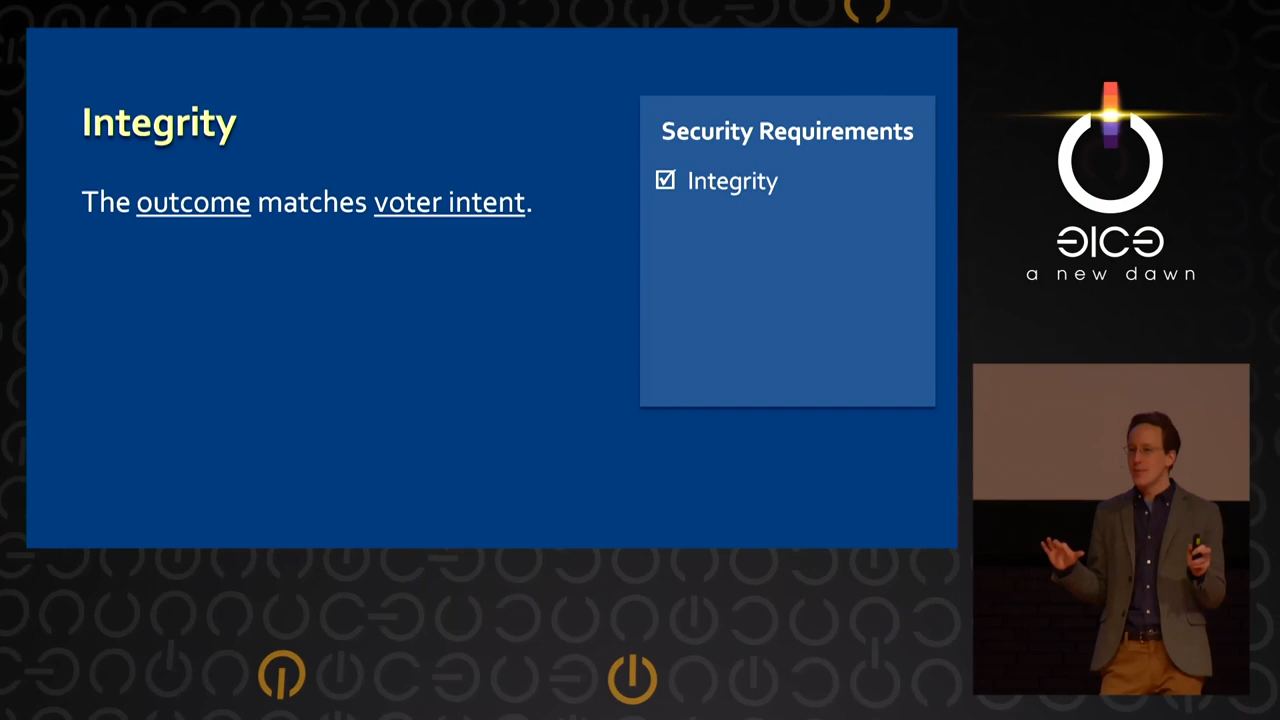 Integrity
The outcome matches voter intent.
Security Requirements
☑ Integrity
a new dawn